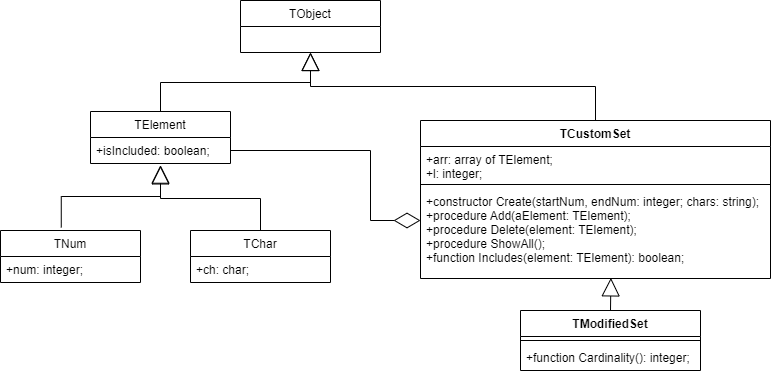 TObject
TElement
+isIncluded: boolean;
TCustomSet
+arr: array of TElement;
+l: integer;
+constructor Create(startNum, endNum: integer; chars: string);
+procedure Add(aElement: TElement);
+procedure Delete(element: TElement);
+procedure ShowAll();
+function Includes(element: TElement): boolean;
TNum
+num: integer;
TChar
+ch: char;
TModifiedSet
+function Cardinality(): integer;